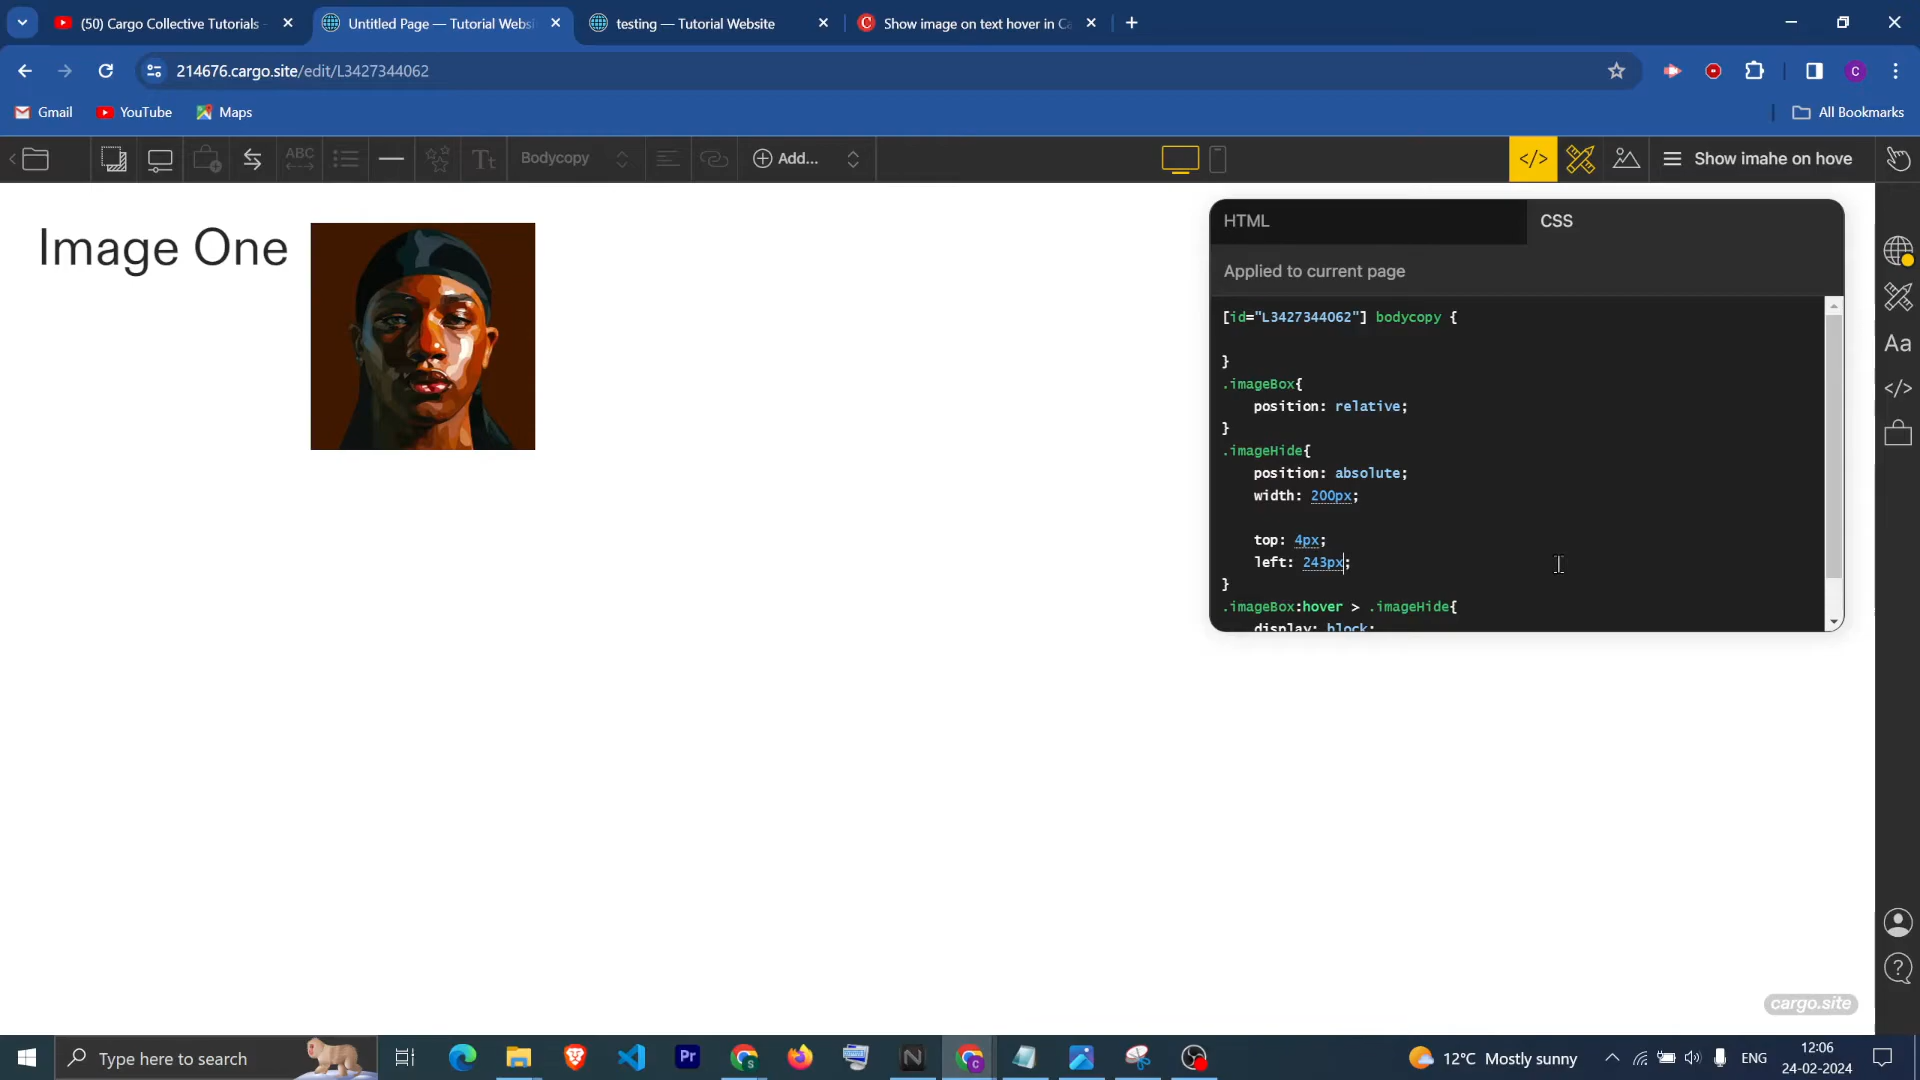 (50) Cargo Collective Tutorials
Untitled Page — Tutorial Websi
testing — Tutorial Website
Show image on text hover in Ca
214676.cargo.site/edit/L3427344062
Gmail
YouTube
Maps
All Bookmarks
ABC
Tt
Bodycopy
Add...
</>
Show imahe on hove
Image One
HTML
CSS
Applied to current page
[id="L3427344062"] bodycopy {
}
.imageBox{
position: relative;
}
.imageHide{
position: absolute;
width: 200px;
top: 4px;
left: 243px;
}
.imageBox:hover > .imageHide{
display: block;
Aa
</>
cargo.site
Type here to search
12°C Mostly sunny
ENG
12:06
24-02-2024